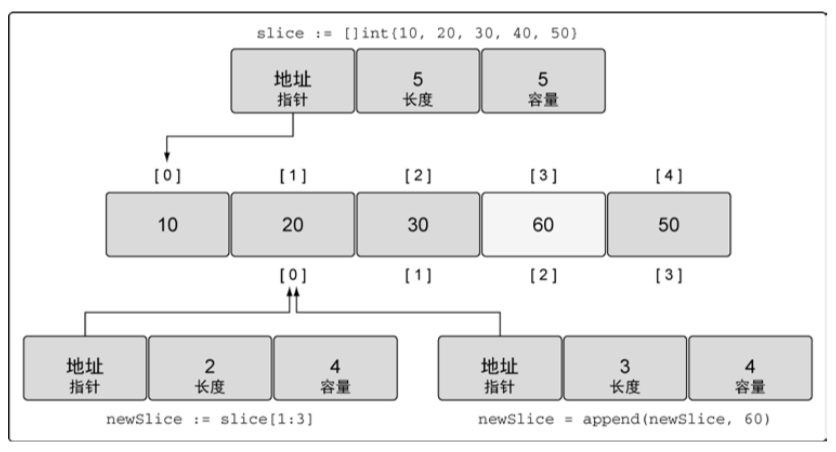 slice := []int{10, 20, 30, 40, 50}
地址 5 5
指针 长度 容量
[0] [1] [2] [3] [4]
10 20 30 60 50
[0] [1] [2] [3]
地址 2 4
指针 长度 容量
newSlice := slice[1:3]
地址 3 4
指针 长度 容量
newSlice = append(newSlice, 60)